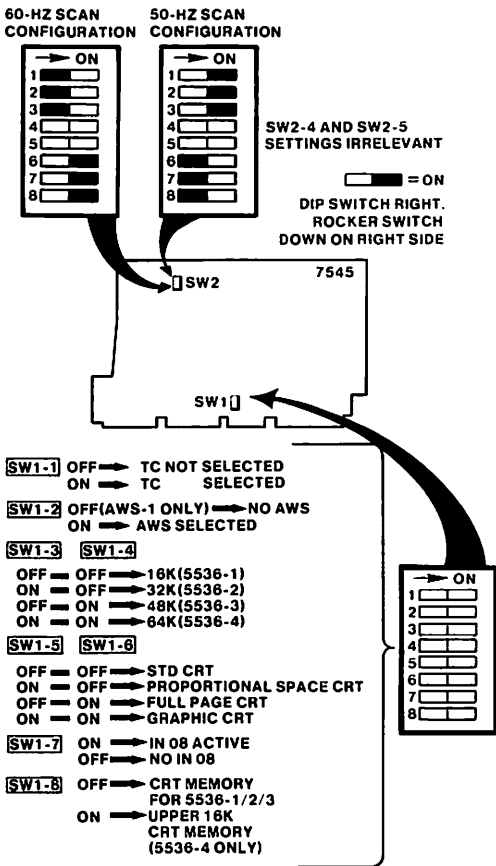 60-HZ SCAN CONFIGURATION
50-HZ SCAN CONFIGURATION
ON
1
2
3
4
5
6
7
8
ON
1
2
3
4
5
6
7
8
SW2-4 AND SW2-5
SETTINGS IRRELEVANT
= ON
DIP SWITCH RIGHT.
ROCKER SWITCH
DOWN ON RIGHT SIDE
7545
SW2
SW1
SW1-1 OFF TC NOT SELECTED
ON TC SELECTED
SW1-2 OFF(AWS-1 ONLY) NO AWS
ON AWS SELECTED
SW1-3 SW1-4
OFF OFF 16K(5536-1)
ON OFF 32K(5536-2)
OFF ON 48K(5536-3)
ON ON 64K(5536-4)
SW1-5 SW1-6
OFF OFF STD CRT
ON OFF PROPORTIONAL SPACE CRT
OFF ON FULL PAGE CRT
ON ON GRAPHIC CRT
SW1-7 ON IN 08 ACTIVE
OFF NO IN 08
SW1-8 OFF CRT MEMORY
FOR 5536-1/2/3
ON UPPER 16K
CRT MEMORY
(5536-4 ONLY)
ON
1
2
3
4
5
6
7
8